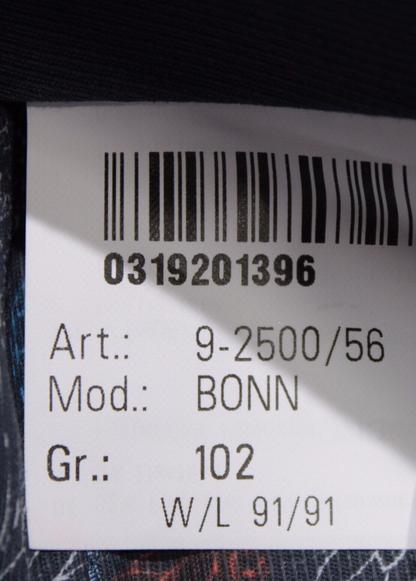 0319201396
Art.: 9-2500/56
Mod.: BONN
Gr.: 102
W/L 91/91